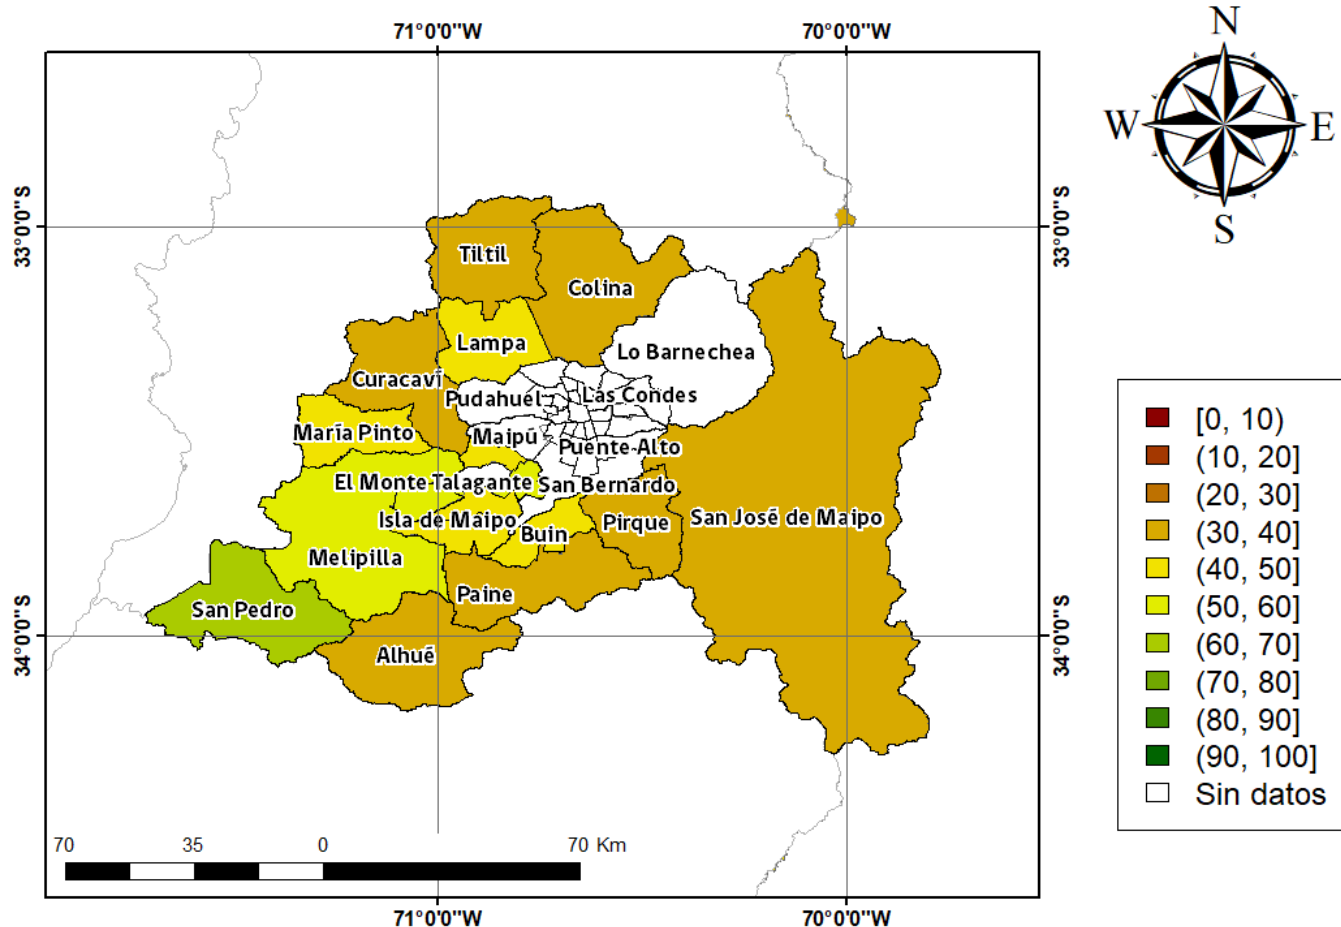 71°0'0"W 70°0'0"W
N
W E
S
33°0'0"S 33°0'0"S
Tiltil
Colina
Lampa
Lo Barnechea
Curacaví
Pudahuel
Las Condes
María Pinto
Maipú
Puente Alto
El Monte
Talagante
San Bernardo
Isla de Maipo
Buin
Pirque
San José de Maipo
Melipilla
Paine
San Pedro
Alhué
34°0'0"S 34°0'0"S
[0, 10)
(10, 20]
(20, 30]
(30, 40]
(40, 50]
(50, 60]
(60, 70]
(70, 80]
(80, 90]
(90, 100]
Sin datos
70 35 0 70 Km
71°0'0"W 70°0'0"W